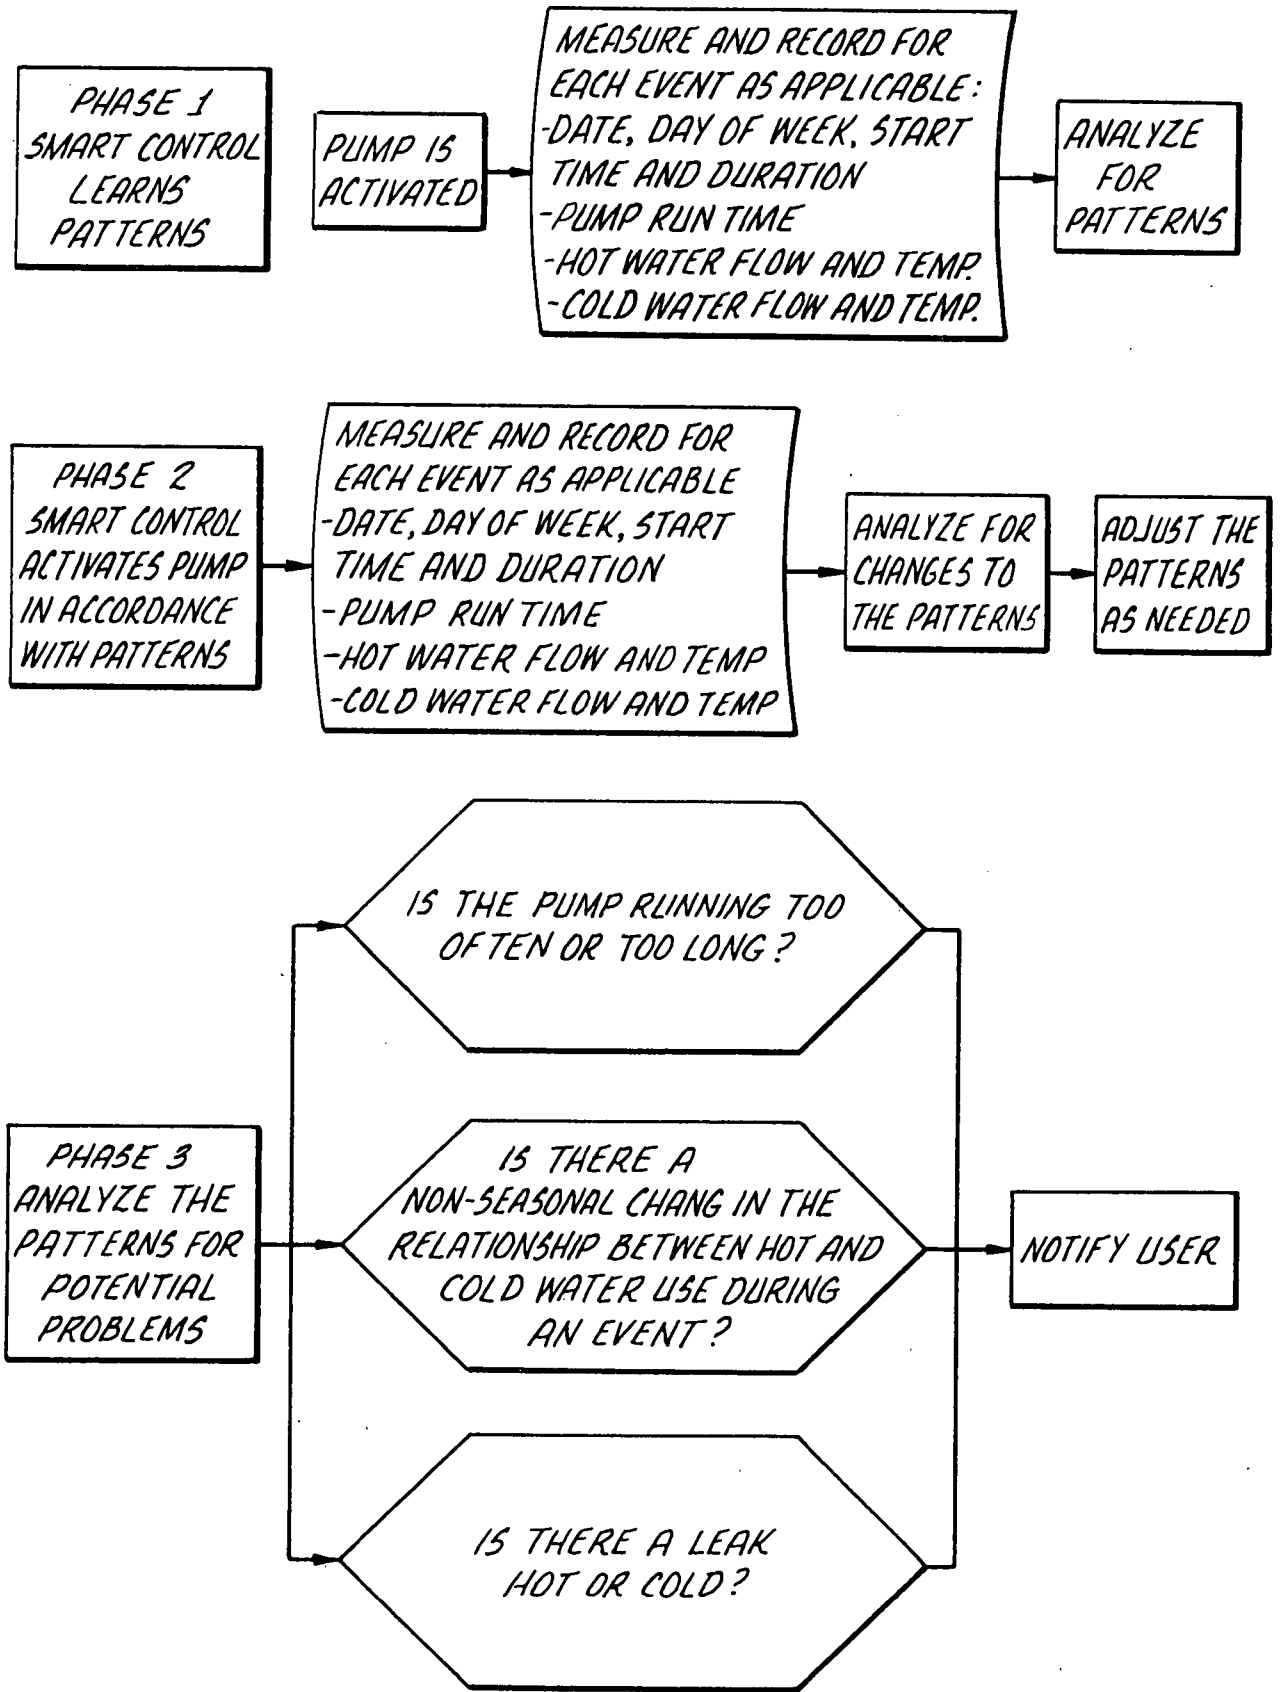 PHASE 1
SMART CONTROL
LEARNS
PATTERNS
PUMP IS
ACTIVATED
MEASURE AND RECORD FOR
EACH EVENT AS APPLICABLE:
-DATE, DAY OF WEEK, START
TIME AND DURATION
-PUMP RUN TIME
-HOT WATER FLOW AND TEMP.
-COLD WATER FLOW AND TEMP.
ANALYZE
FOR
PATTERNS
PHASE 2
SMART CONTROL
ACTIVATES PUMP
IN ACCORDANCE
WITH PATTERNS
MEASURE AND RECORD FOR
EACH EVENT AS APPLICABLE
-DATE, DAY OF WEEK, START
TIME AND DURATION
-PUMP RUN TIME
-HOT WATER FLOW AND TEMP
-COLD WATER FLOW AND TEMP
ANALYZE FOR
CHANGES TO
THE PATTERNS
ADJUST THE
PATTERNS
AS NEEDED
IS THE PUMP RUNNING TOO
OFTEN OR TOO LONG?
PHASE 3
ANALYZE THE
PATTERNS FOR
POTENTIAL
PROBLEMS
IS THERE A
NON-SEASONAL CHANG IN THE
RELATIONSHIP BETWEEN HOT AND
COLD WATER USE DURING
AN EVENT?
NOTIFY USER
IS THERE A LEAK
HOT OR COLD?